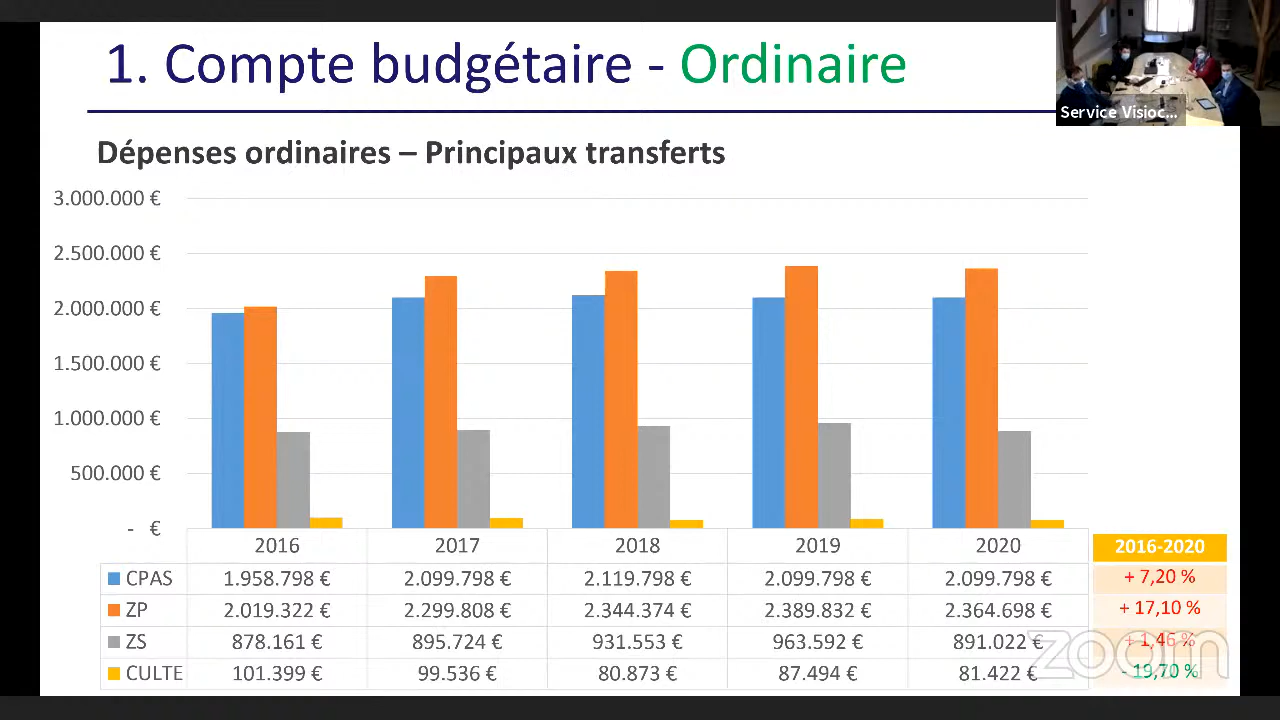 1. Compte budgétaire - Ordinaire
Service Visioc...
Dépenses ordinaires – Principaux transferts
3.000.000 €
2.500.000 €
2.000.000 €
1.500.000 €
1.000.000 €
500.000 €
- €
2016 2017 2018 2019 2020 2016-2020
CPAS 1.958.798 € 2.099.798 € 2.119.798 € 2.099.798 € 2.099.798 € + 7,20 %
ZP 2.019.322 € 2.299.808 € 2.344.374 € 2.389.832 € 2.364.698 € + 17,10 %
ZS 878.161 € 895.724 € 931.553 € 963.592 € 891.022 € + 1,46 %
CULTE 101.399 € 99.536 € 80.873 € 87.494 € 81.422 € - 19,70 %
zoom